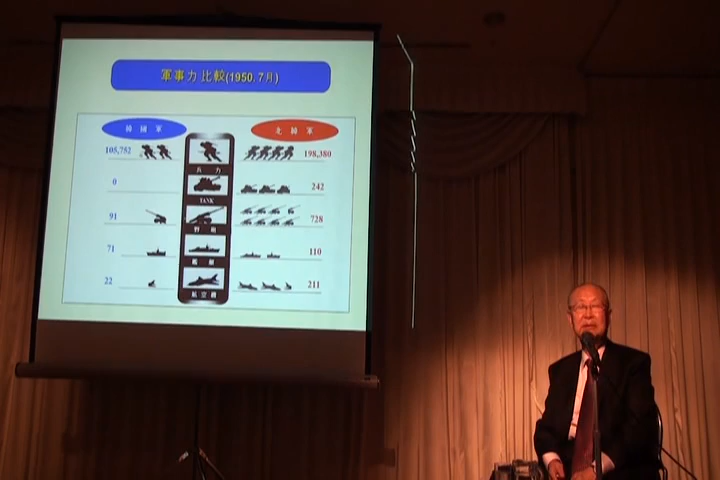 軍事力 比較(1950. 7月)
韓國軍 北韓軍
105,752 198,380
兵力
0 242
TANK
91 728
野砲
71 110
艦艇
22 211
航空機